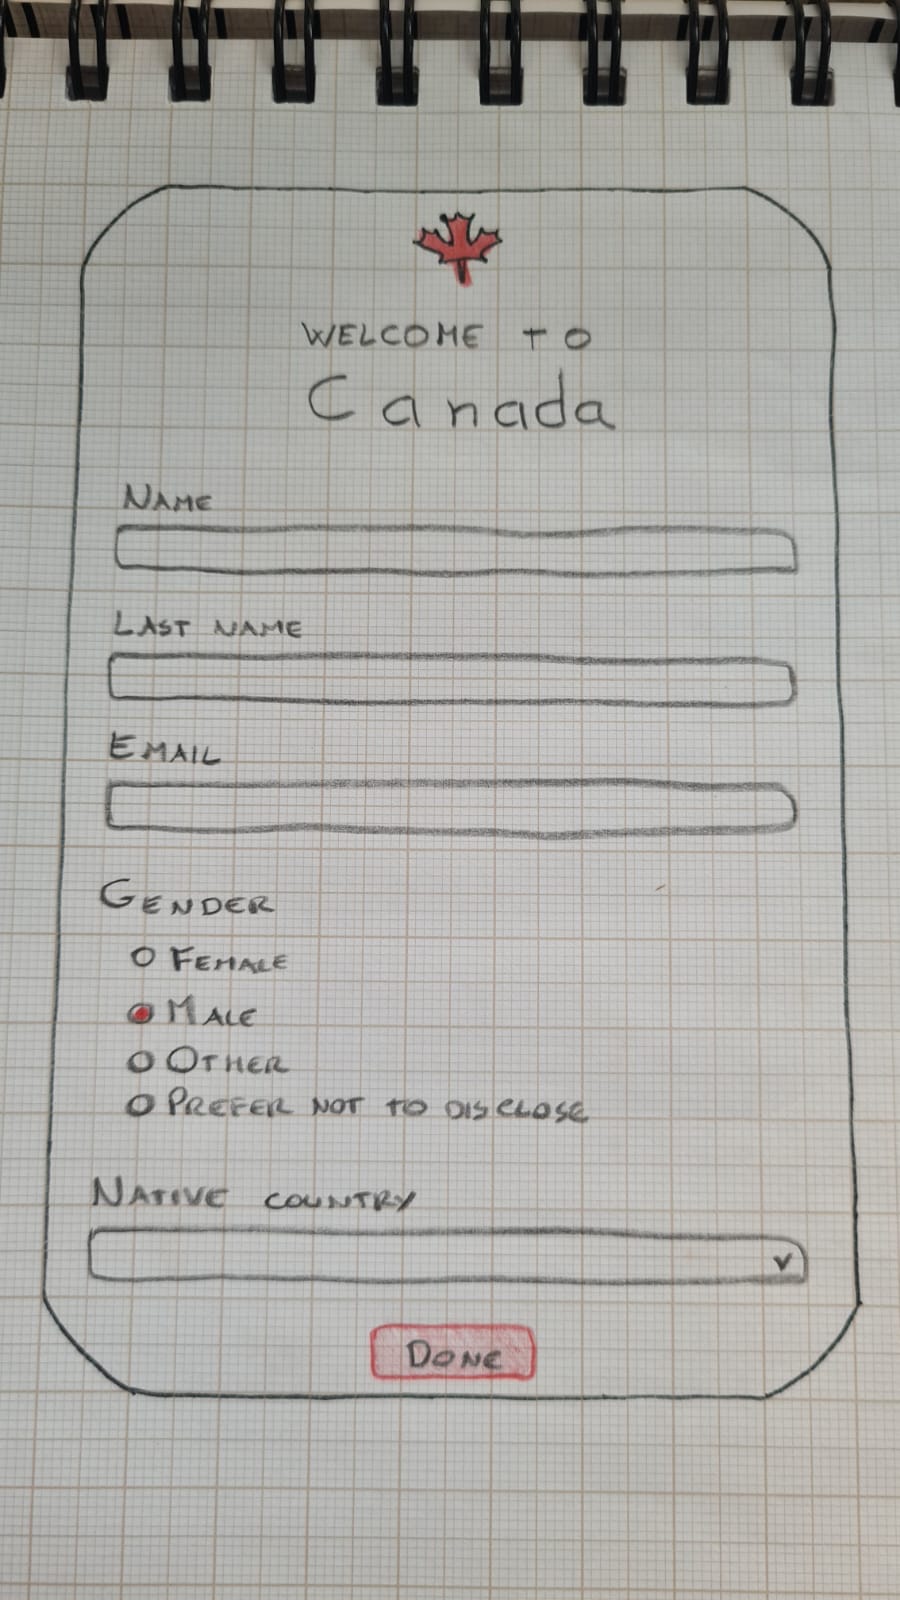 WELCOME TO
Canada
NAME
LAST NAME
EMAIL
GENDER
FEMALE
MALE
OTHER
PREFER NOT TO DISCLOSE
NATIVE COUNTRY
DONE